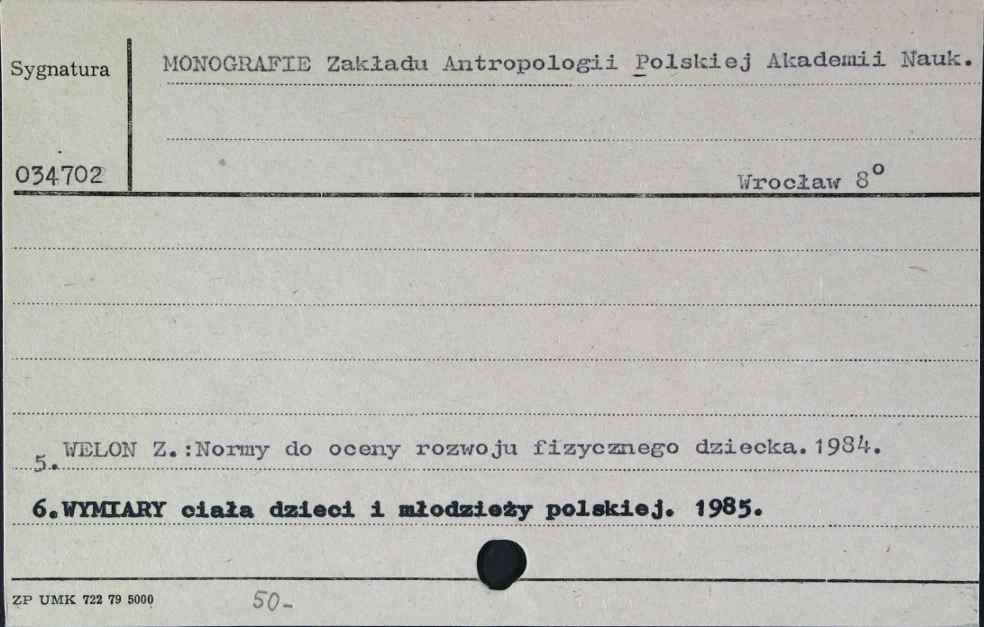 Sygnatura
MONOGRAFIE Zakładu Antropologii Polskiej Akademii Nauk.
034702
Wrocław 8°
5. WELON Z.:Normy do oceny rozwoju fizycznego dziecka.1984.
6.WYMIARY ciała dzieci i młodzieży polskiej. 1985.
ZP UMK 722 79 5000
50-